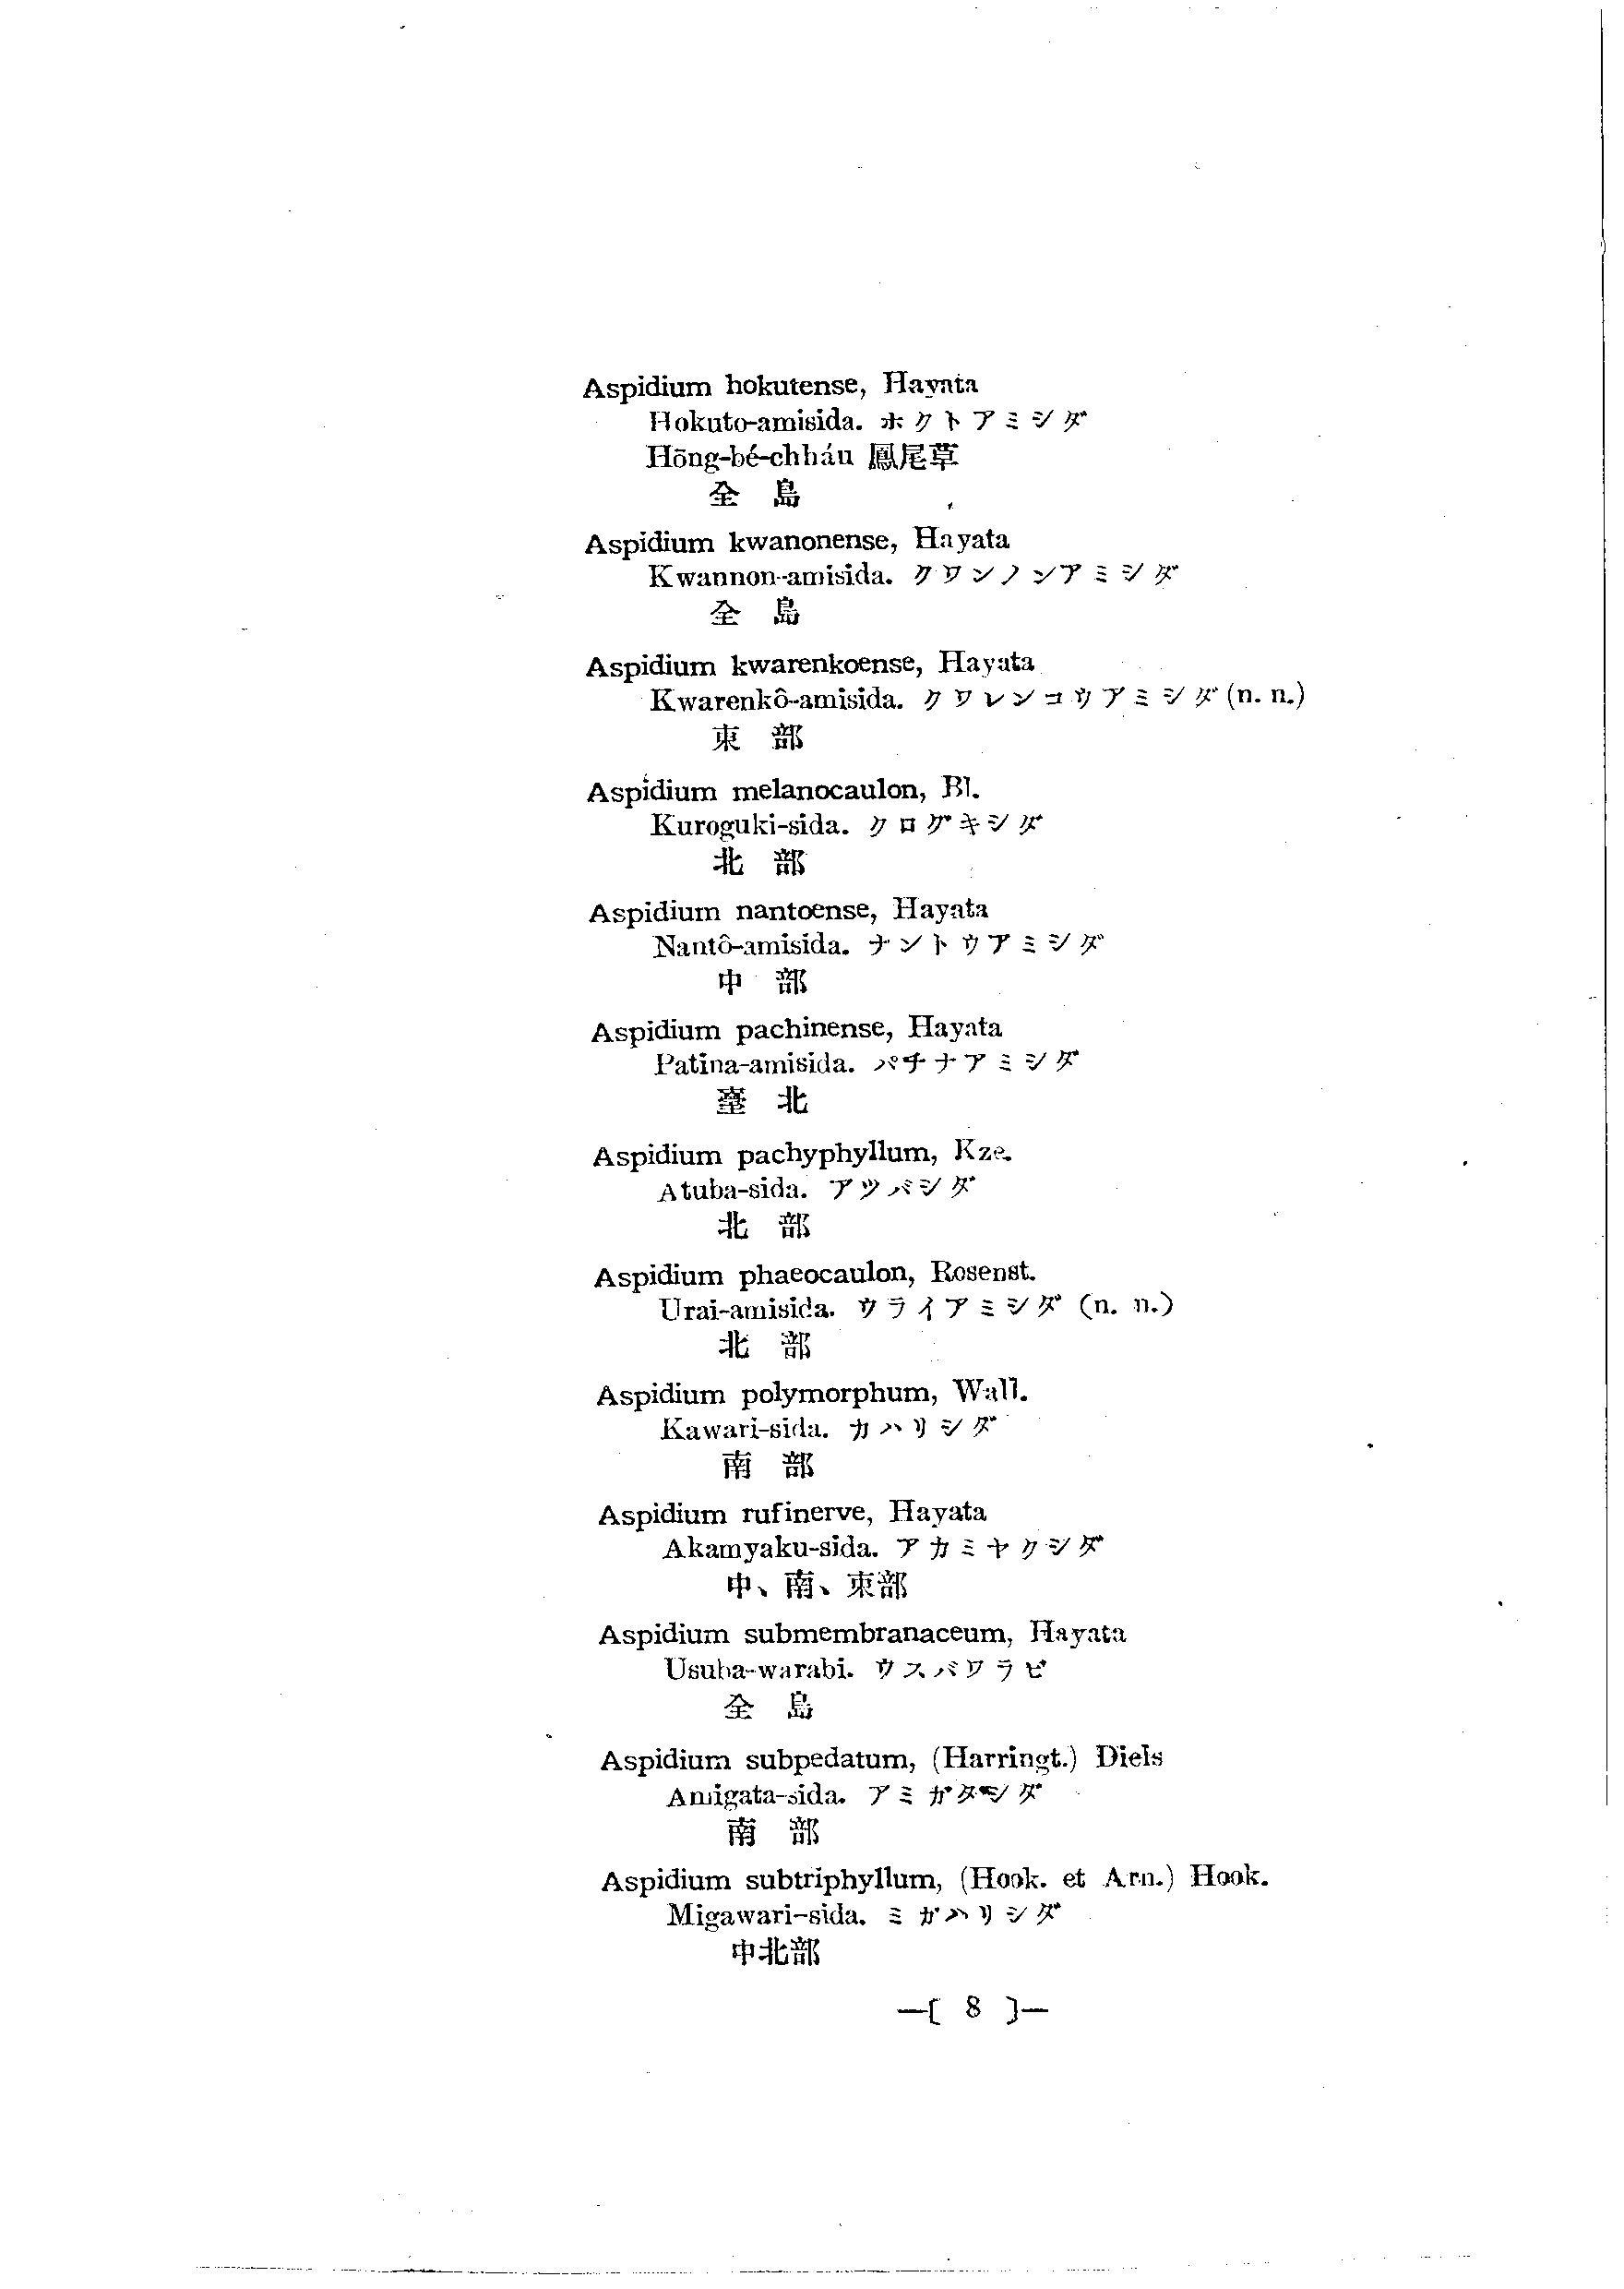 Aspidium hokutense, Hayata
Hokuto-amisida. ホクトアミシダ
Hōng-bé-chháu 鳳尾草
全 島
Aspidium kwanonense, Hayata
Kwannon-amisida. クワンノンアミシダ
全 島
Aspidium kwarenkoense, Hayata
Kwarenkô-amisida. クワレンコウアミシダ (n. n.)
東 部
Aspidium melanocaulon, Bl.
Kuroguki-sida. クログキシダ
北 部
Aspidium nantoense, Hayata
Nantô-amisida. ナントウアミシダ
中 部
Aspidium pachinense, Hayata
Patina-amisida. パチナアミシダ
臺 北
Aspidium pachyphyllum, Kze.
Atuba-sida. アツバシダ
北 部
Aspidium phaeocaulon, Rosenst.
Urai-amisida. ウライアミシダ (n. n.)
北 部
Aspidium polymorphum, Wall.
Kawari-sida. カハリシダ
南 部
Aspidium rufinerve, Hayata
Akamyaku-sida. アカミヤクシダ
中、南、東部
Aspidium submembranaceum, Hayata
Usuba-warabi. ウスバワラビ
全 島
Aspidium subpedatum, (Harringt.) Diels
Amigata-sida. アミガタシダ
南 部
Aspidium subtriphyllum, (Hook. et Arn.) Hook.
Migawari-sida. ミガハリシダ
中北部
—[ 8 ]—